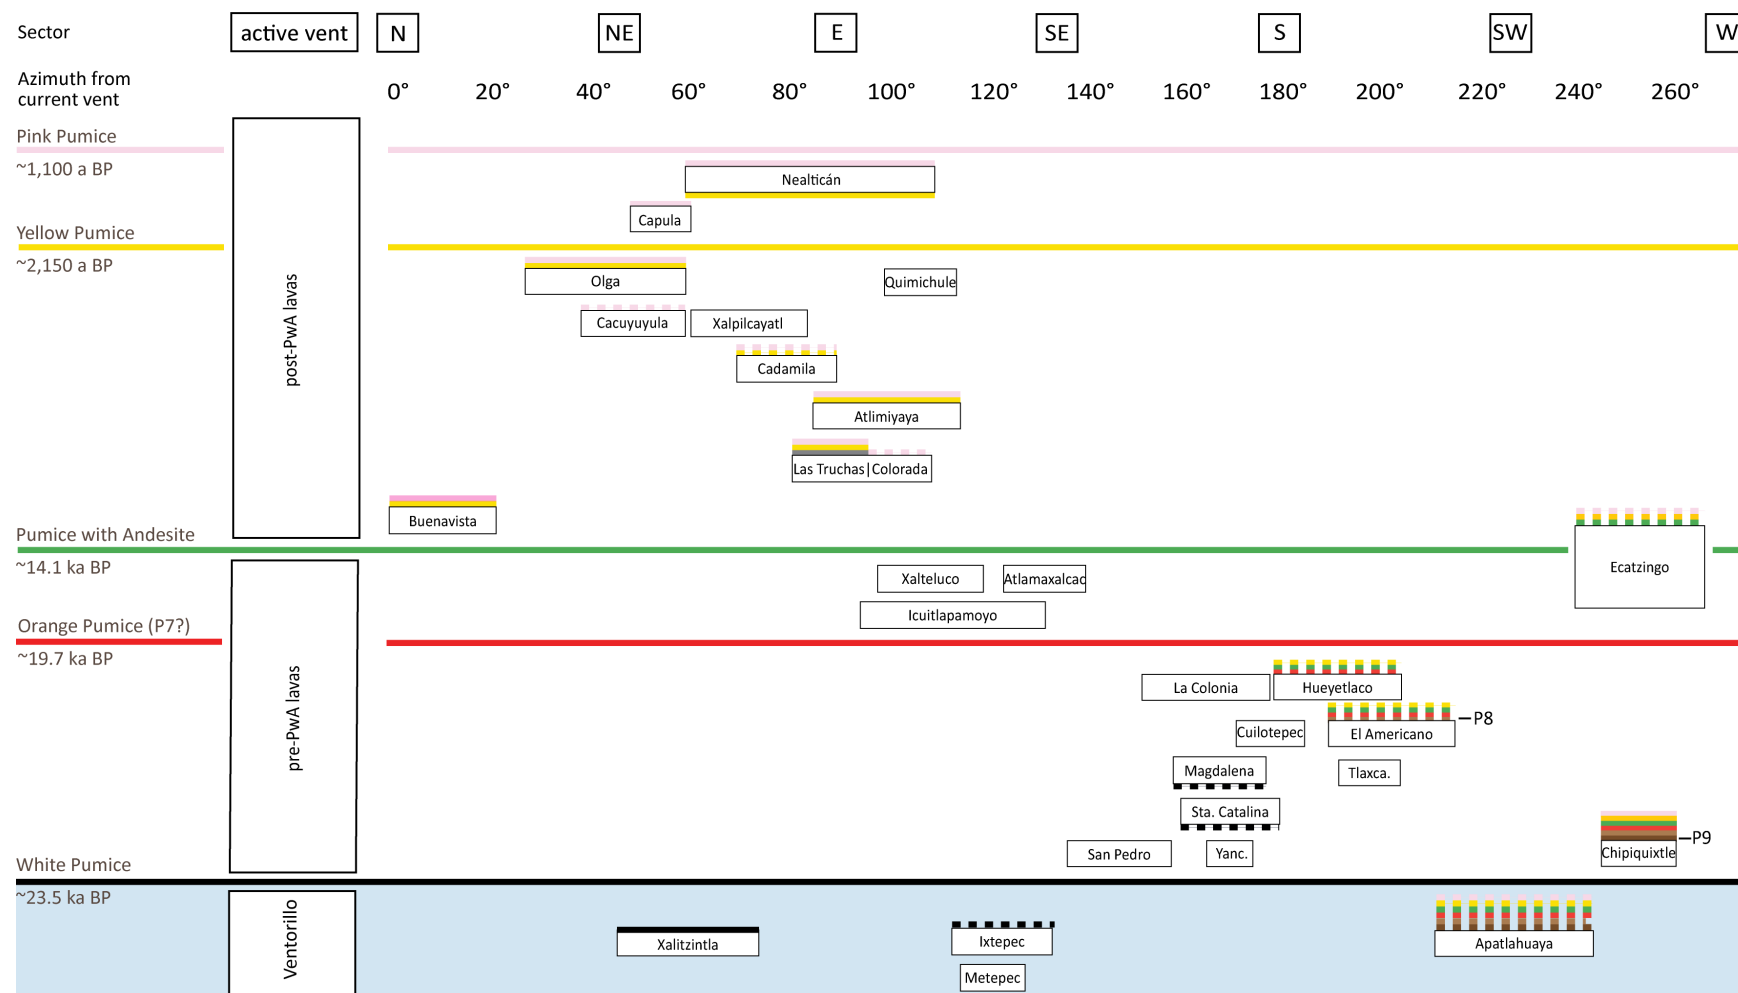 Sector
active vent
N
NE
E
SE
S
SW
W
Azimuth from
current vent
0°
20°
40°
60°
80°
100°
120°
140°
160°
180°
200°
220°
240°
260°
Pink Pumice
~1,100 a BP
Nealticán
Capula
Yellow Pumice
~2,150 a BP
post-PwA lavas
Olga
Quimichule
Cacuyuyula
Xalpilcayatl
Cadamila
Atlimiyaya
Las Truchas|Colorada
Buenavista
Pumice with Andesite
~14.1 ka BP
Ecatzingo
Xalteluco
Atlamaxalcac
Icuitlapamoyo
Orange Pumice (P7?)
~19.7 ka BP
pre-PwA lavas
La Colonia
Hueyetlaco
P8
Cuilotepec
El Americano
Magdalena
Tlaxca.
Sta. Catalina
P9
San Pedro
Yanc.
Chipiquixtle
White Pumice
~23.5 ka BP
Ventorillo
Xalitzintla
Ixtepec
Apatlahuaya
Metepec